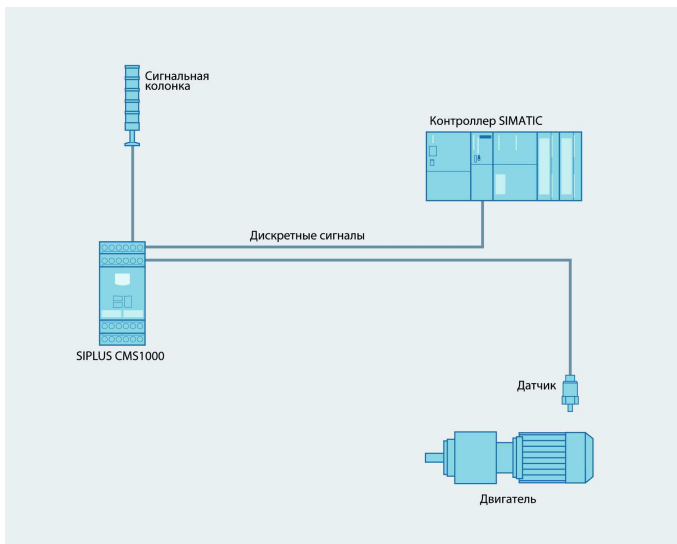 Сигнальная
колонка
Контроллер SIMATIC
Дискретные сигналы
SIPLUS CMS1000
Датчик
Двигатель